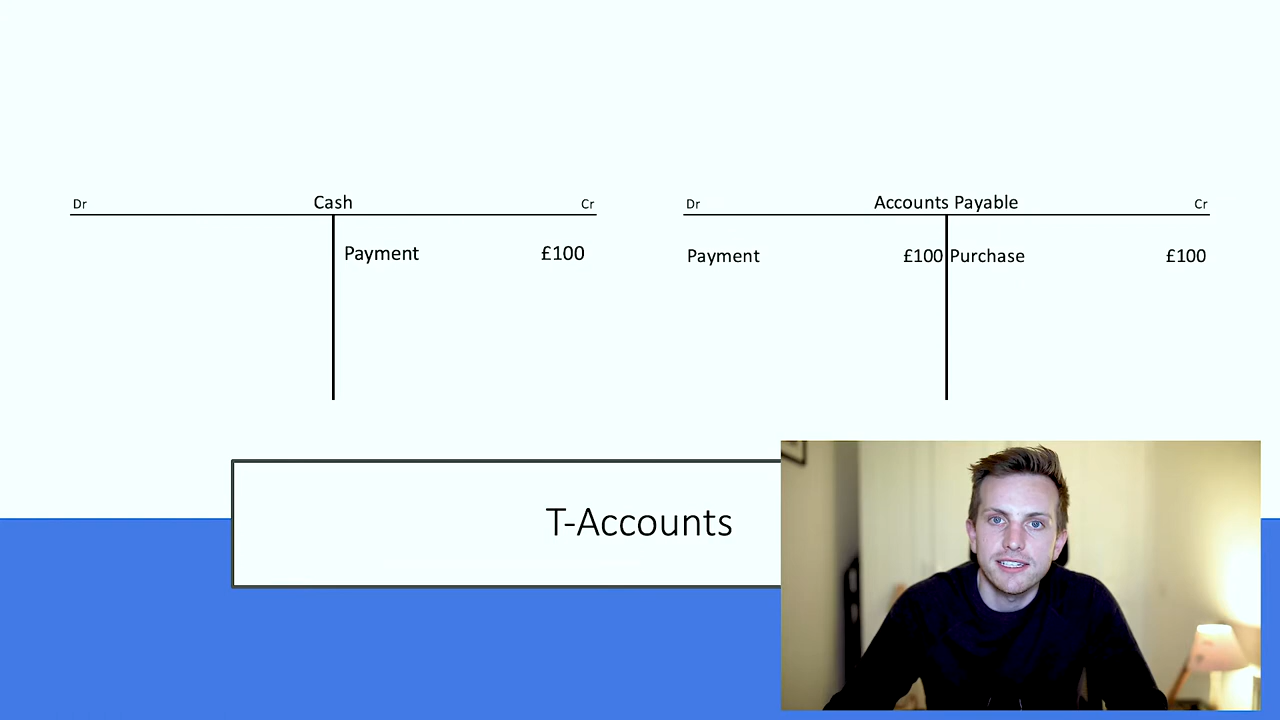 Dr Cash Cr
Payment £100
Dr Accounts Payable Cr
Payment £100 Purchase £100
T-Accounts